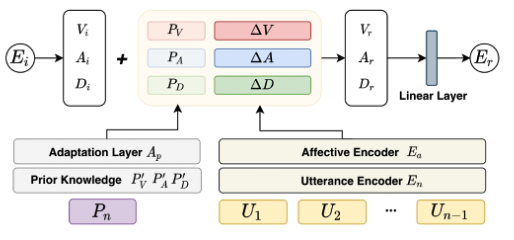 V_i P_V ΔV V_r
E_i A_i + P_A ΔA A_r E_r
D_i P_D ΔD D_r
Linear Layer
Adaptation Layer A_p Affective Encoder E_a
Prior Knowledge P'_V P'_A P'_D Utterance Encoder E_n
P_n U_1 U_2 ... U_{n-1}